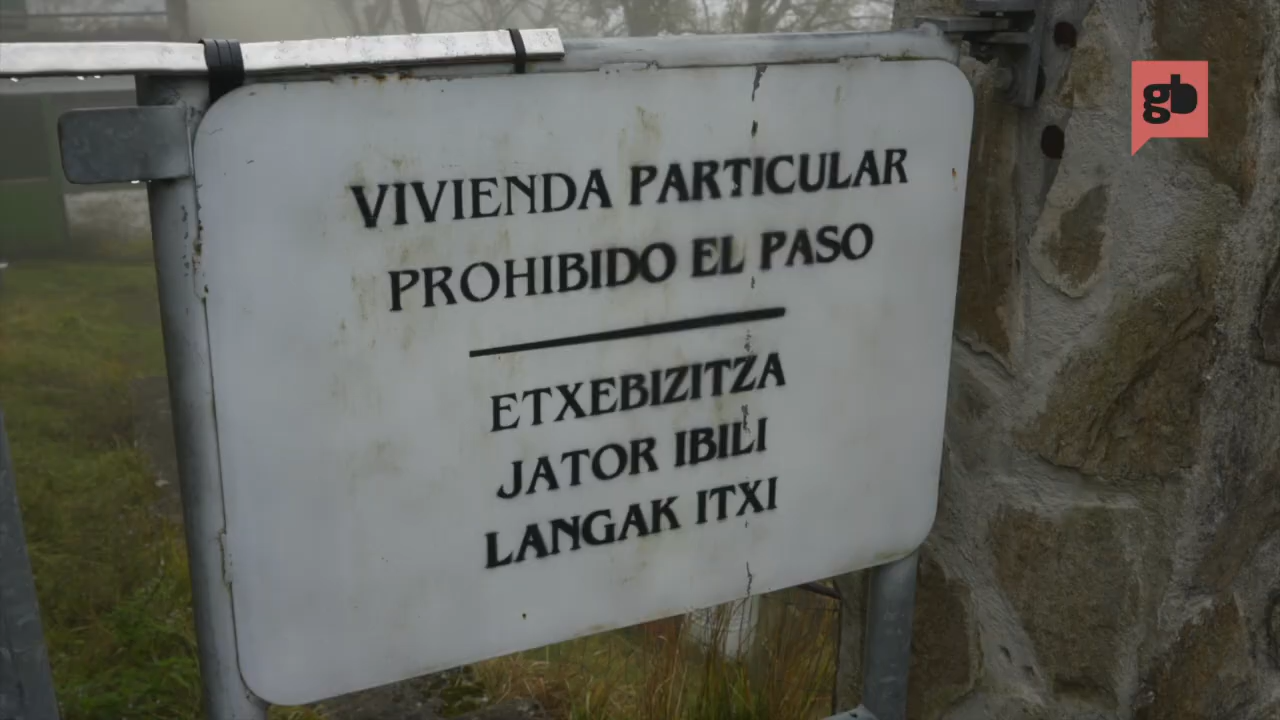 gb
VIVIENDA PARTICULAR
PROHIBIDO EL PASO
ETXEBIZITZA
JATOR IBILI
LANGAK ITXI